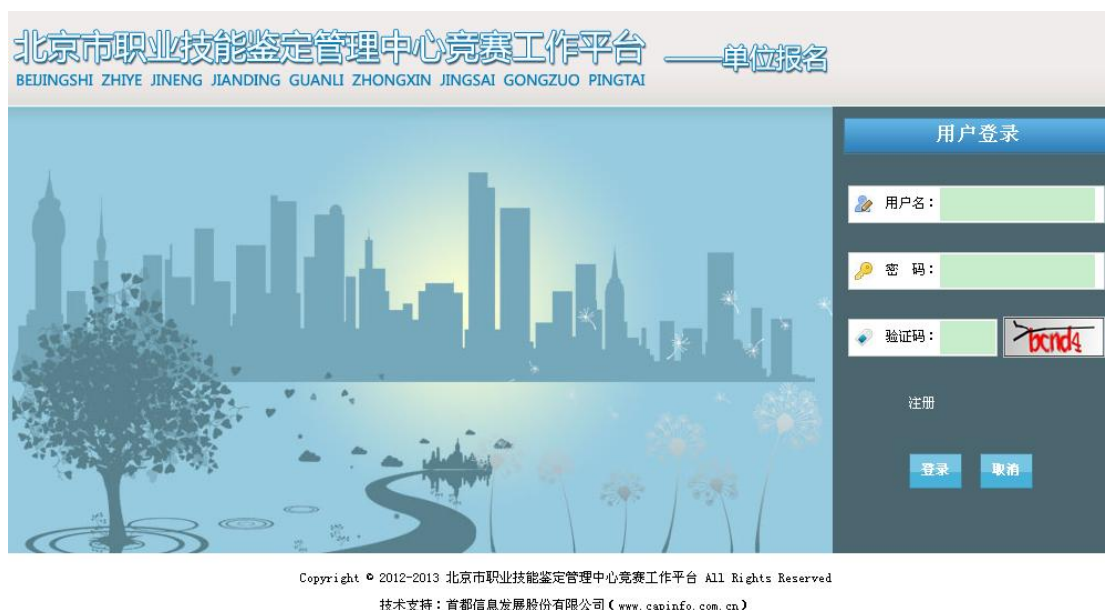 北京市职业技能鉴定管理中心竞赛工作平台 ——单位报名
BEIJINGSHI ZHIYE JINENG JIANDING GUANLI ZHONGXIN JINGSAI GONGZUO PINGTAI
用户登录
用户名：
密 码：
验证码： bcnd4
注册
登录 取消
Copyright © 2012-2013 北京市职业技能鉴定管理中心竞赛工作平台 All Rights Reserved
技术支持：首都信息发展股份有限公司（www.capinfo.com.cn）